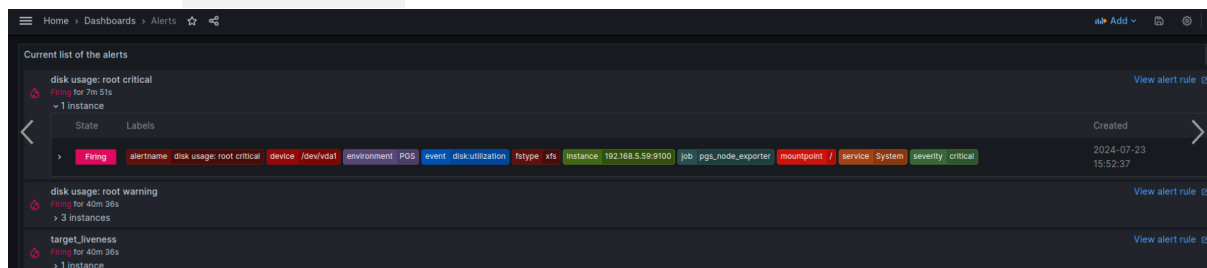 Home › Dashboards › Alerts
Add
Current list of the alerts
disk usage: root critical
View alert rule
Firing for 7m 51s
1 instance
State Labels Created
Firing alertname disk usage: root critical device /dev/vda1 environment PGS event disk:utilization fstype xfs instance 192.168.5.59:9100 job pgs_node_exporter mountpoint / service System severity critical 2024-07-23
15:52:37
disk usage: root warning
View alert rule
Firing for 40m 36s
› 3 instances
target_liveness
View alert rule
Firing for 40m 36s
› 1 instance